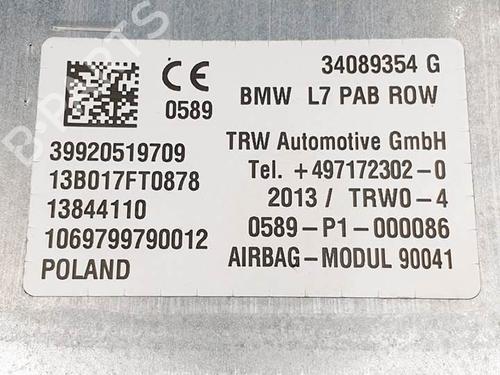 34089354 G
CE
0589
BMW L7 PAB ROW
39920519709
TRW Automotive GmbH
13B017FT0878
Tel. +497172302-0
13844110
2013 / TRW0-4
1069799790012
0589-P1-000086
POLAND
AIRBAG-MODUL 90041
B-PARTS